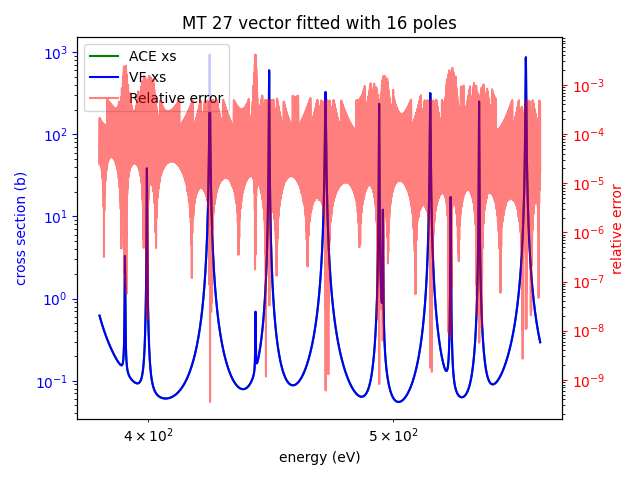 MT 27 vector fitted with 16 poles
ACE xs
VF xs
Relative error
10³
10²
10¹
10⁰
10⁻¹
cross section (b)
10⁻³
10⁻⁴
10⁻⁵
10⁻⁶
10⁻⁷
10⁻⁸
10⁻⁹
relative error
4 × 10² 5 × 10²
energy (eV)